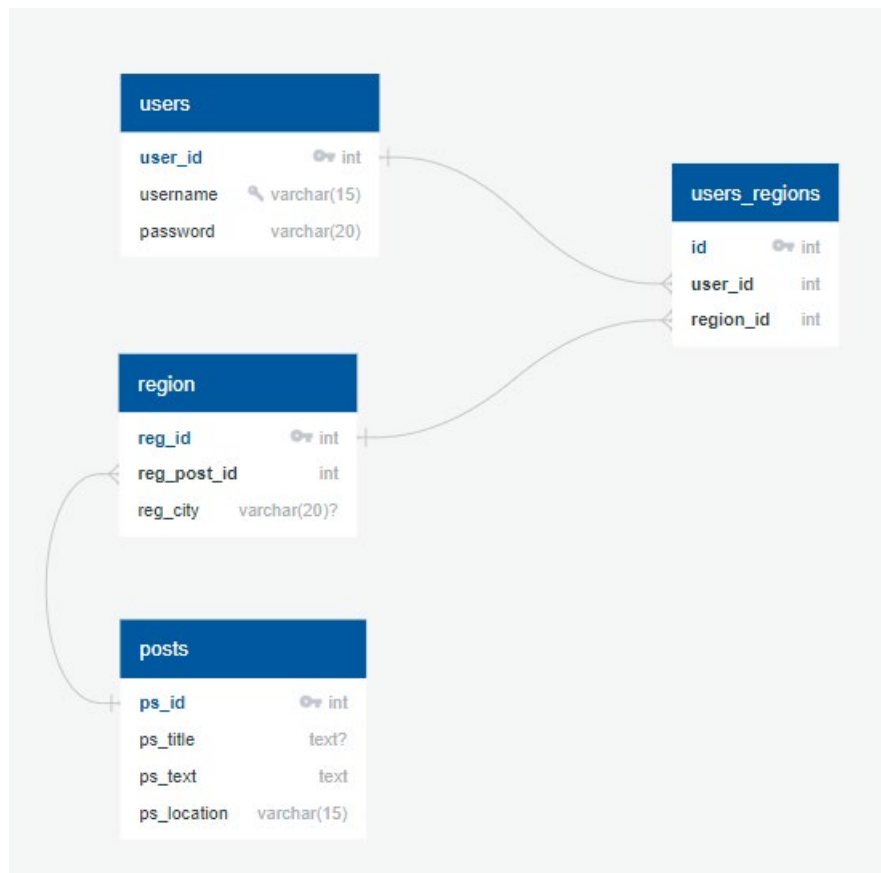 users
user_id int
username varchar(15)
password varchar(20)
users_regions
id int
user_id int
region_id int
region
reg_id int
reg_post_id int
reg_city varchar(20)?
posts
ps_id int
ps_title text?
ps_text text
ps_location varchar(15)